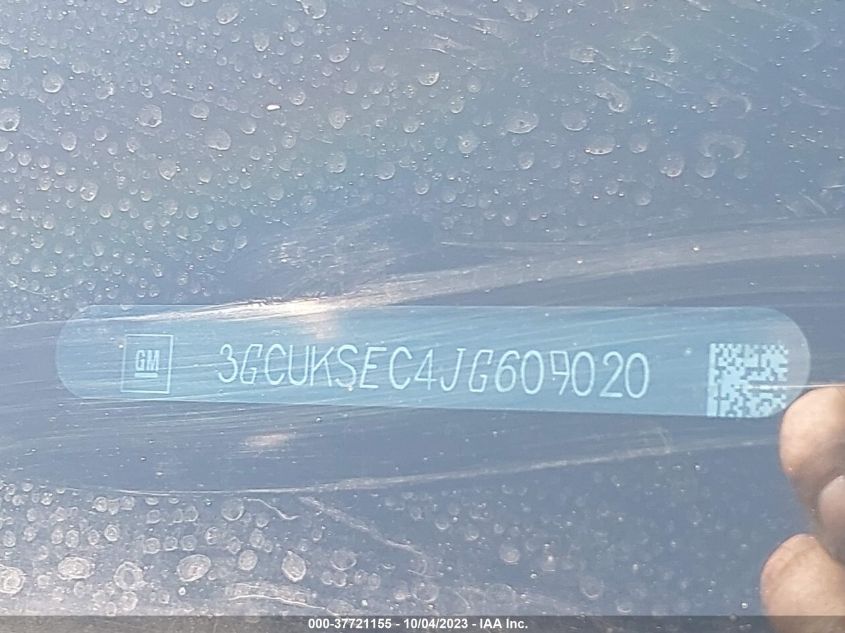 GM 3GCUKSEC4JG609020
000-37721155 - 10/04/2023 - IAA Inc.